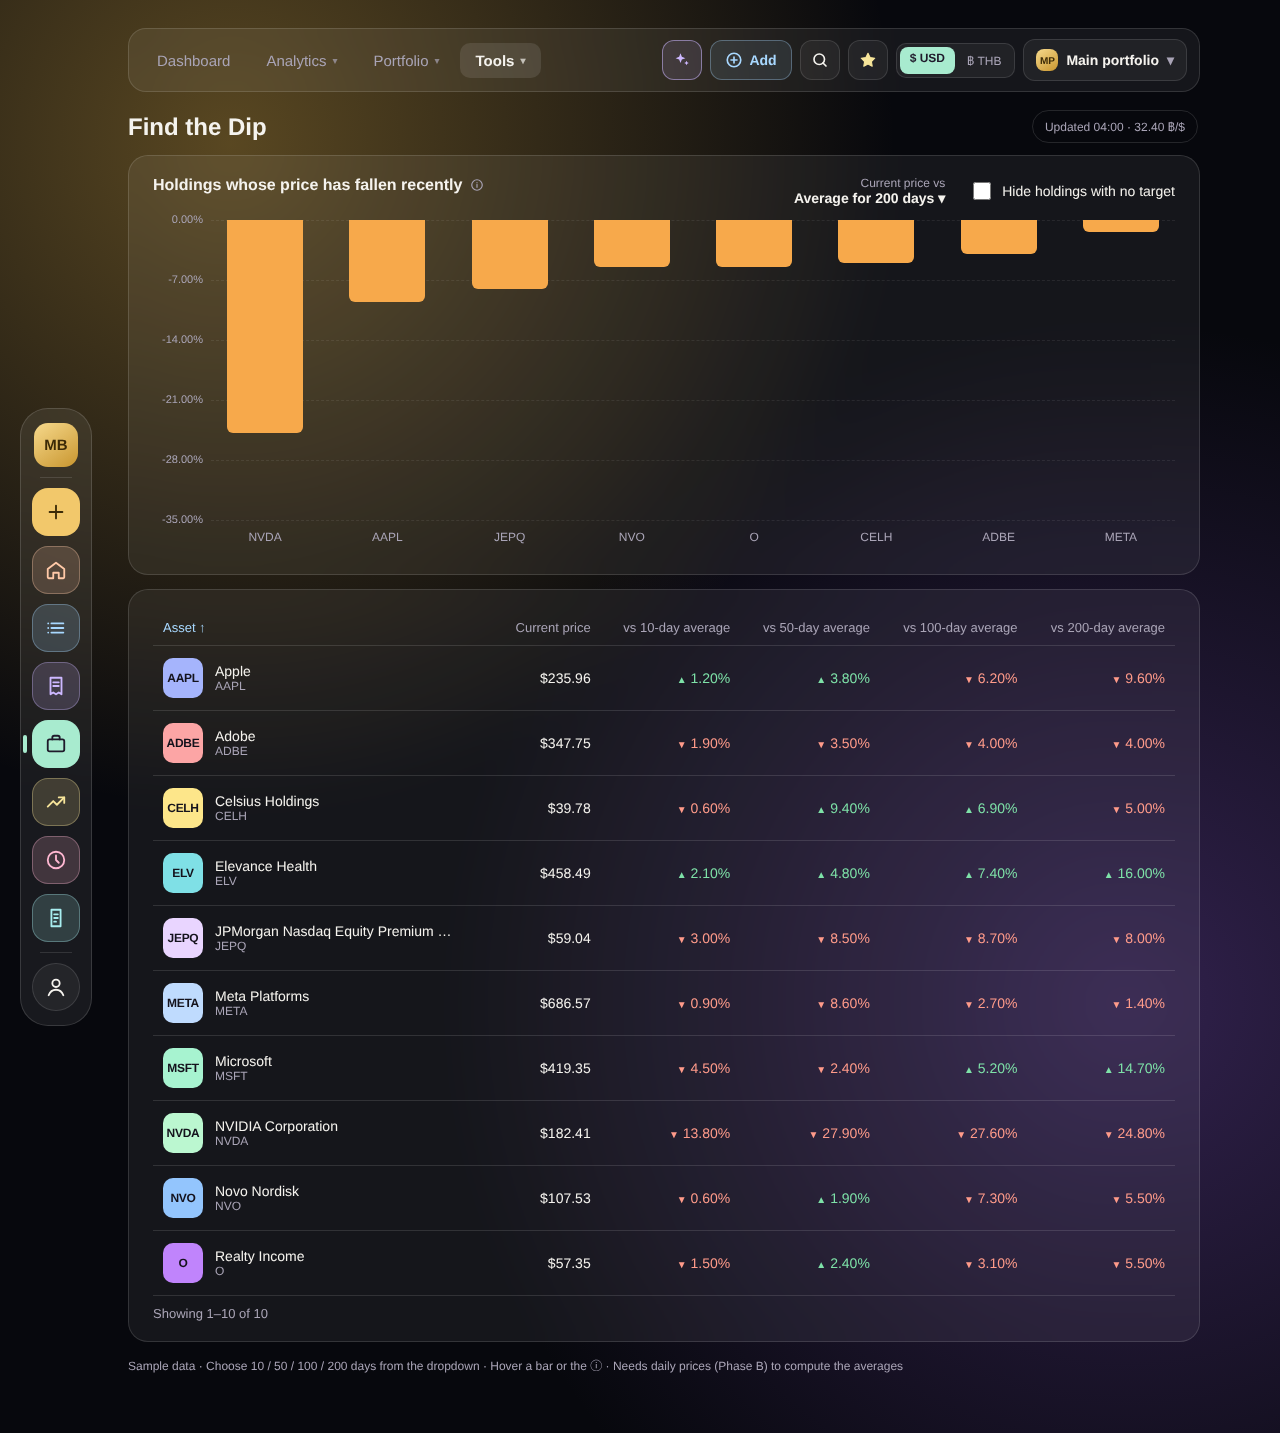 Dashboard Analytics ▾ Portfolio ▾ Tools ▾ Add $ USD ฿ THB MP Main portfolio ▾
Find the Dip
Updated 04:00 · 32.40 ฿/$
Holdings whose price has fallen recently ⓘ
Current price vs
Average for 200 days ▾
Hide holdings with no target
0.00%
-7.00%
-14.00%
-21.00%
-28.00%
-35.00%
NVDA AAPL JEPQ NVO O CELH ADBE META
MB
Asset ↑ Current price vs 10-day average vs 50-day average vs 100-day average vs 200-day average
AAPL Apple $235.96 ▲ 1.20% ▲ 3.80% ▼ 6.20% ▼ 9.60%
AAPL
ADBE Adobe $347.75 ▼ 1.90% ▼ 3.50% ▼ 4.00% ▼ 4.00%
ADBE
CELH Celsius Holdings $39.78 ▼ 0.60% ▲ 9.40% ▲ 6.90% ▼ 5.00%
CELH
ELV Elevance Health $458.49 ▲ 2.10% ▲ 4.80% ▲ 7.40% ▲ 16.00%
ELV
JEPQ JPMorgan Nasdaq Equity Premium … $59.04 ▼ 3.00% ▼ 8.50% ▼ 8.70% ▼ 8.00%
JEPQ
META Meta Platforms $686.57 ▼ 0.90% ▼ 8.60% ▼ 2.70% ▼ 1.40%
META
MSFT Microsoft $419.35 ▼ 4.50% ▼ 2.40% ▲ 5.20% ▲ 14.70%
MSFT
NVDA NVIDIA Corporation $182.41 ▼ 13.80% ▼ 27.90% ▼ 27.60% ▼ 24.80%
NVDA
NVO Novo Nordisk $107.53 ▼ 0.60% ▲ 1.90% ▼ 7.30% ▼ 5.50%
NVO
O Realty Income $57.35 ▼ 1.50% ▲ 2.40% ▼ 3.10% ▼ 5.50%
O
Showing 1–10 of 10
Sample data · Choose 10 / 50 / 100 / 200 days from the dropdown · Hover a bar or the ⓘ · Needs daily prices (Phase B) to compute the averages